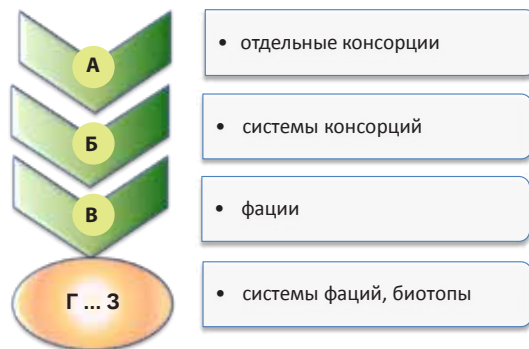 А
• отдельные консорции
Б
• системы консорций
В
• фации
Г ... З
• системы фаций, биотопы